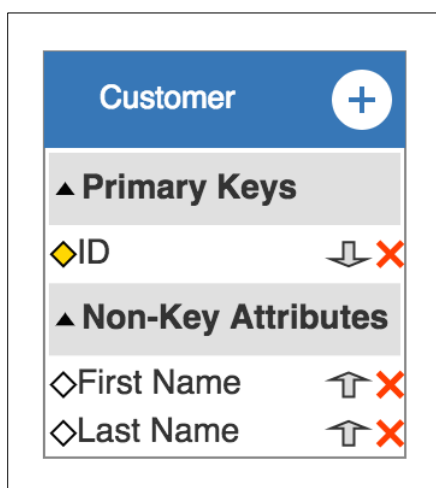 Customer
Primary Keys
ID
Non-Key Attributes
First Name
Last Name